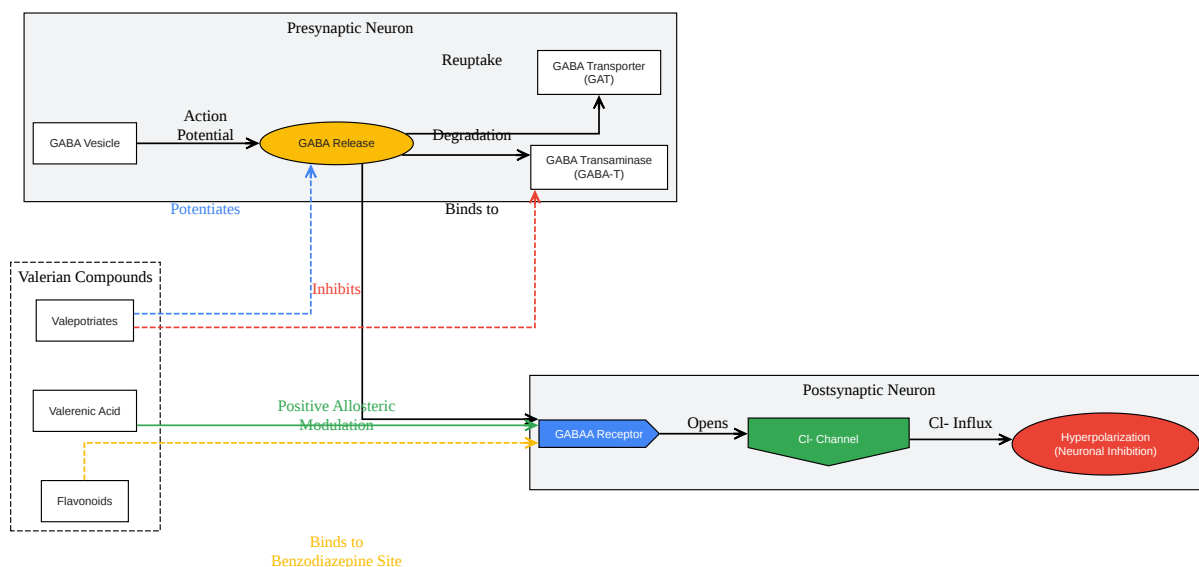 Presynaptic Neuron
Reuptake
GABA Transporter
(GAT)
Action
Potential
GABA Vesicle
GABA Release
Degradation
GABA Transaminase
(GABA-T)
Potentiates
Binds to
Valerian Compounds
Inhibits
Valepotriates
Postsynaptic Neuron
Valerenic Acid
Positive Allosteric
Modulation
GABAA Receptor
Opens
Cl- Channel
Cl- Influx
Hyperpolarization
(Neuronal Inhibition)
Flavonoids
Binds to
Benzodiazepine Site